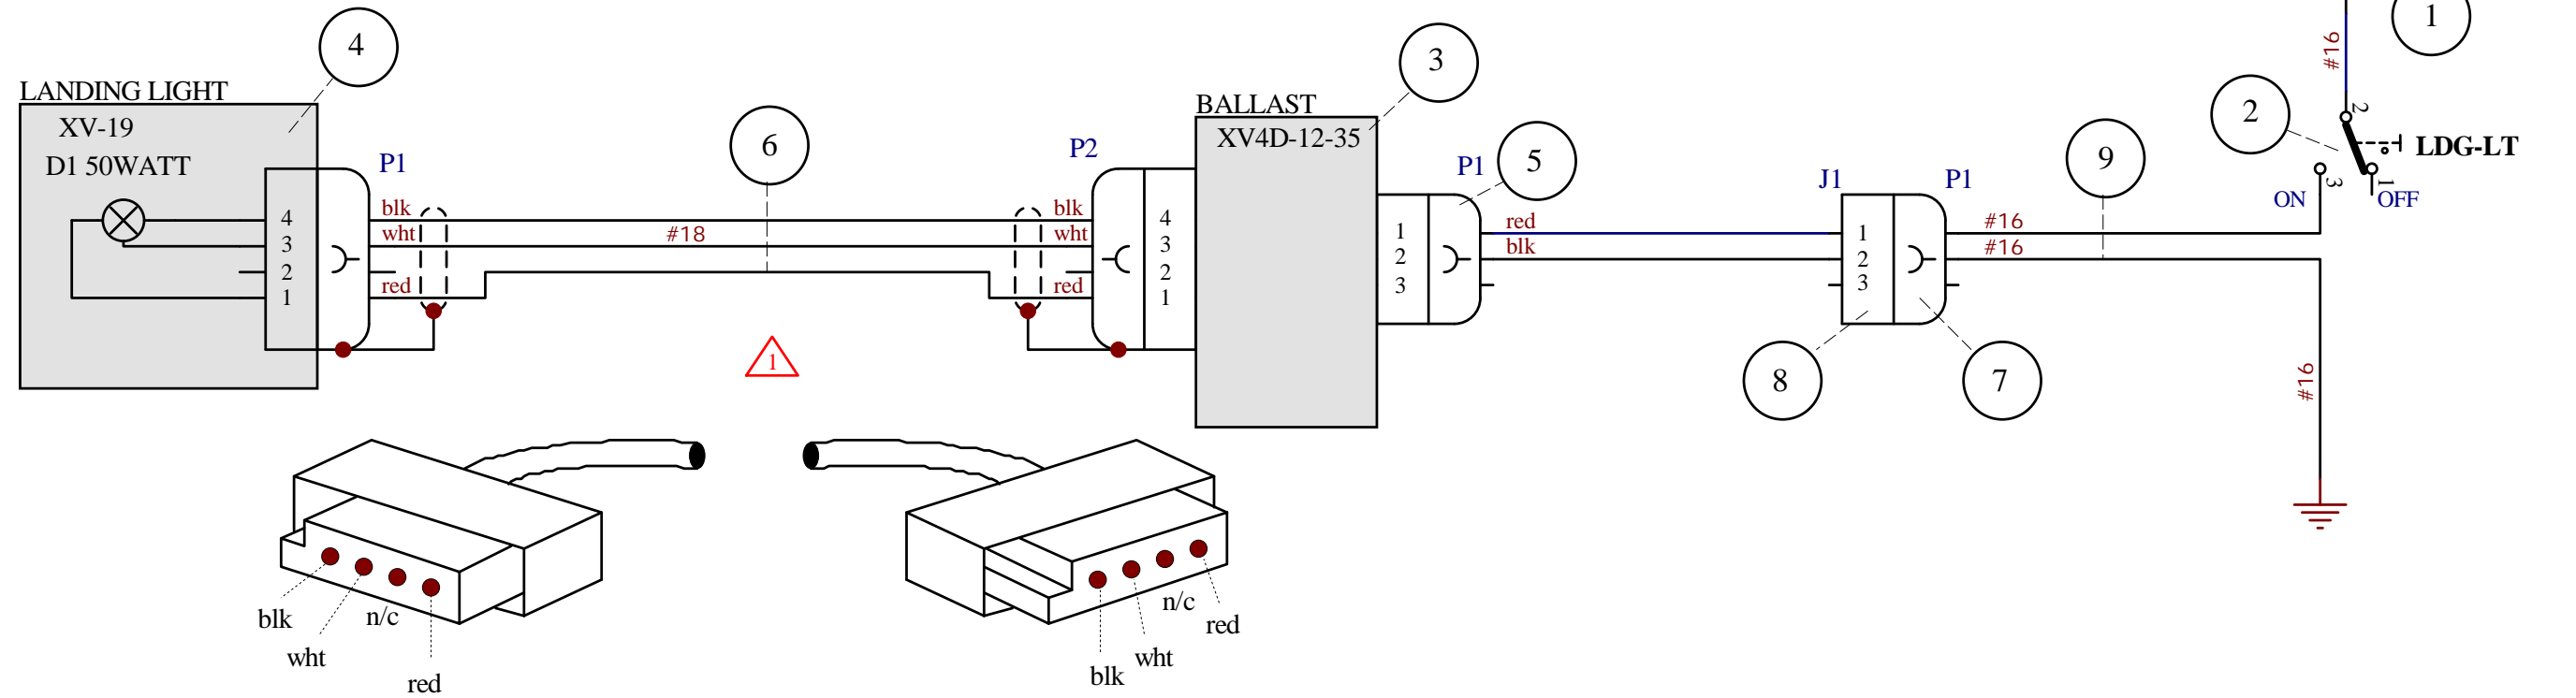 1
#16
4
3
LANDING LIGHT
XV-19
D1 50WATT
BALLAST
XV4D-12-35
6
P1
P2
P1
5
9
2
2
LDG-LT
3
1
ON
OFF
J1
P1
blk
wht
red
#18
blk
wht
red
4
3
2
1
4
3
2
1
1
2
3
red
blk
1
2
3
#16
#16
#16
1
8
7
blk
wht
n/c
red
blk
wht
n/c
red